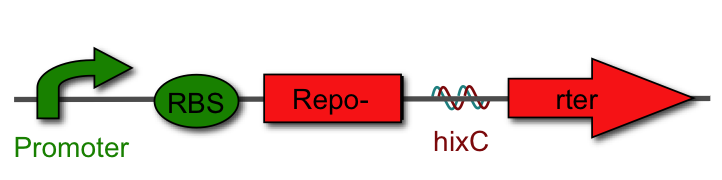 RBS
Repo-
rter
Promoter
hixC